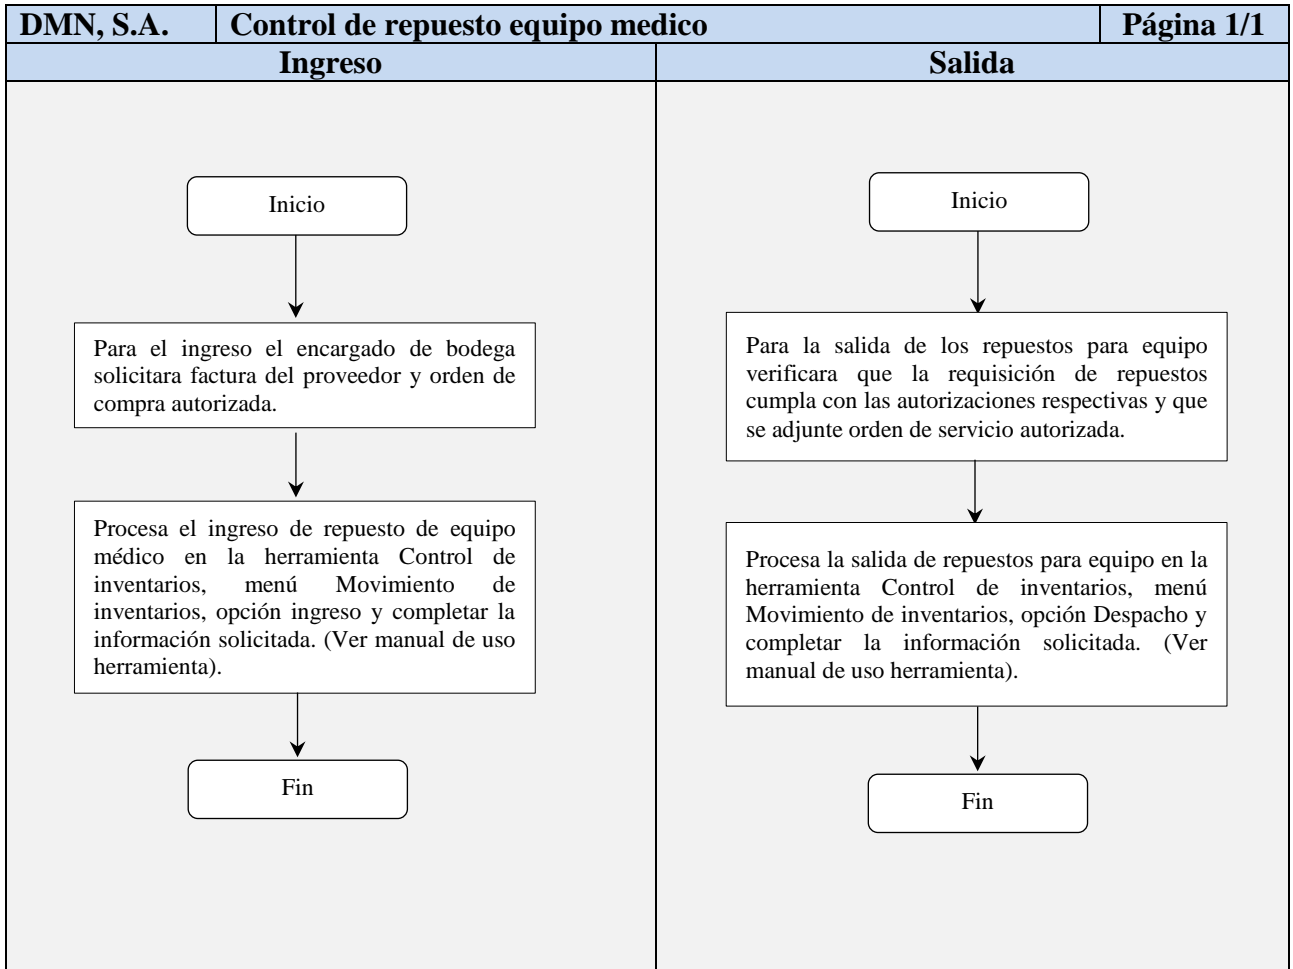 DMN, S.A. Control de repuesto equipo medico Página 1/1
Ingreso Salida
Inicio
Para el ingreso el encargado de bodega
solicitara factura del proveedor y orden de
compra autorizada.
Procesa el ingreso de repuesto de equipo
médico en la herramienta Control de
inventarios, menú Movimiento de
inventarios, opción ingreso y completar la
información solicitada. (Ver manual de uso
herramienta).
Fin
Inicio
Para la salida de los repuestos para equipo
verificara que la requisición de repuestos
cumpla con las autorizaciones respectivas y que
se adjunte orden de servicio autorizada.
Procesa la salida de repuestos para equipo en la
herramienta Control de inventarios, menú
Movimiento de inventarios, opción Despacho y
completar la información solicitada. (Ver
manual de uso herramienta).
Fin